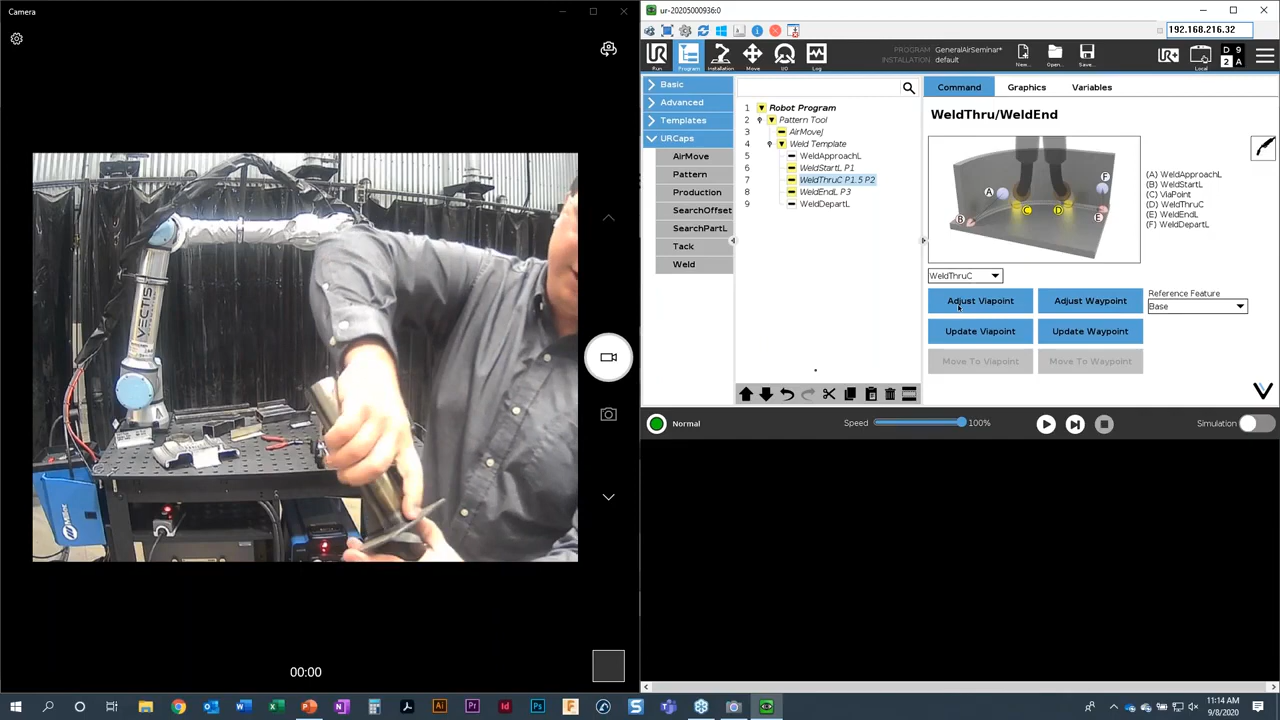 Camera
ur-20205000936:0
192.168.216.32
Run
Program
Installation
Move
I/O
Log
PROGRAM GeneralAirSeminar*
INSTALLATION default
New...
Open...
Save...
Local
D 9
2 A
Basic
Advanced
Templates
URCaps
AirMove
Pattern
Production
SearchOffset
SearchPartL
Tack
Weld
1 Robot Program
2 Pattern Tool
3 AirMoveJ
4 Weld Template
5 WeldApproachL
6 WeldStartL P1
7 WeldThruC P1.5 P2
8 WeldEndL P3
9 WeldDepartL
Command Graphics Variables
WeldThru/WeldEnd
A
F
B
C
D
E
(A) WeldApproachL
(B) WeldStartL
(C) ViaPoint
(D) WeldThruC
(E) WeldEndL
(F) WeldDepartL
WeldThruC
Adjust Viapoint
Adjust Waypoint
Update Viapoint
Update Waypoint
Move To Viapoint
Move To Waypoint
Reference Feature
Base
Normal
Speed 100%
Simulation
VECTIS
Miller
00:00
11:14 AM
9/8/2020